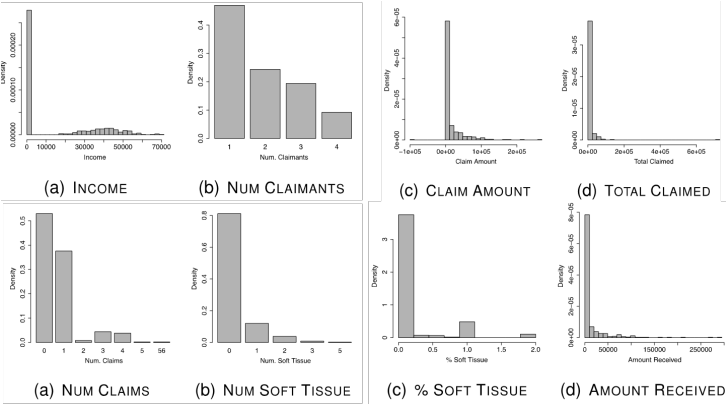 Density
0.00000 0.00010 0.00020
0 10000 30000 50000 70000
Income
(a) INCOME
Density
0.0 0.1 0.2 0.3 0.4
1 2 3 4
Num. Claimants
(b) NUM CLAIMANTS
Density
0e+00 2e-05 4e-05 6e-05
-1e+05 0e+00 1e+05 2e+05
Claim Amount
(c) CLAIM AMOUNT
Density
0e+00 1e-05 2e-05 3e-05
0e+00 2e+05 4e+05 6e+05
Total Claimed
(d) TOTAL CLAIMED
Density
0.0 0.1 0.2 0.3 0.4 0.5
0 1 2 3 4 5 56
Num. Claims
(a) NUM CLAIMS
Density
0.0 0.2 0.4 0.6 0.8
0 1 2 3 5
Num. Soft Tissue
(b) NUM SOFT TISSUE
Density
0 1 2 3
0.0 0.5 1.0 1.5 2.0
% Soft Tissue
(c) % SOFT TISSUE
Density
0e+00 2e-05 4e-05 6e-05 8e-05
0 50000 150000 250000
Amount Received
(d) AMOUNT RECEIVED